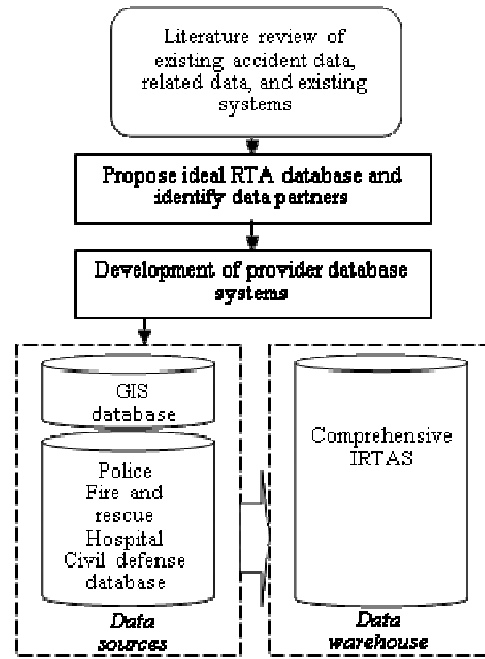 Literature review of
existing accident data,
related data, and existing
systems
Propose ideal RTA database and
identify data partners
Development of provider database
systems
GIS
database
Police
Fire and
rescue
Hospital
Civil defense
database
Data
sources
Comprehensive
IRTAS
Data
warehouse